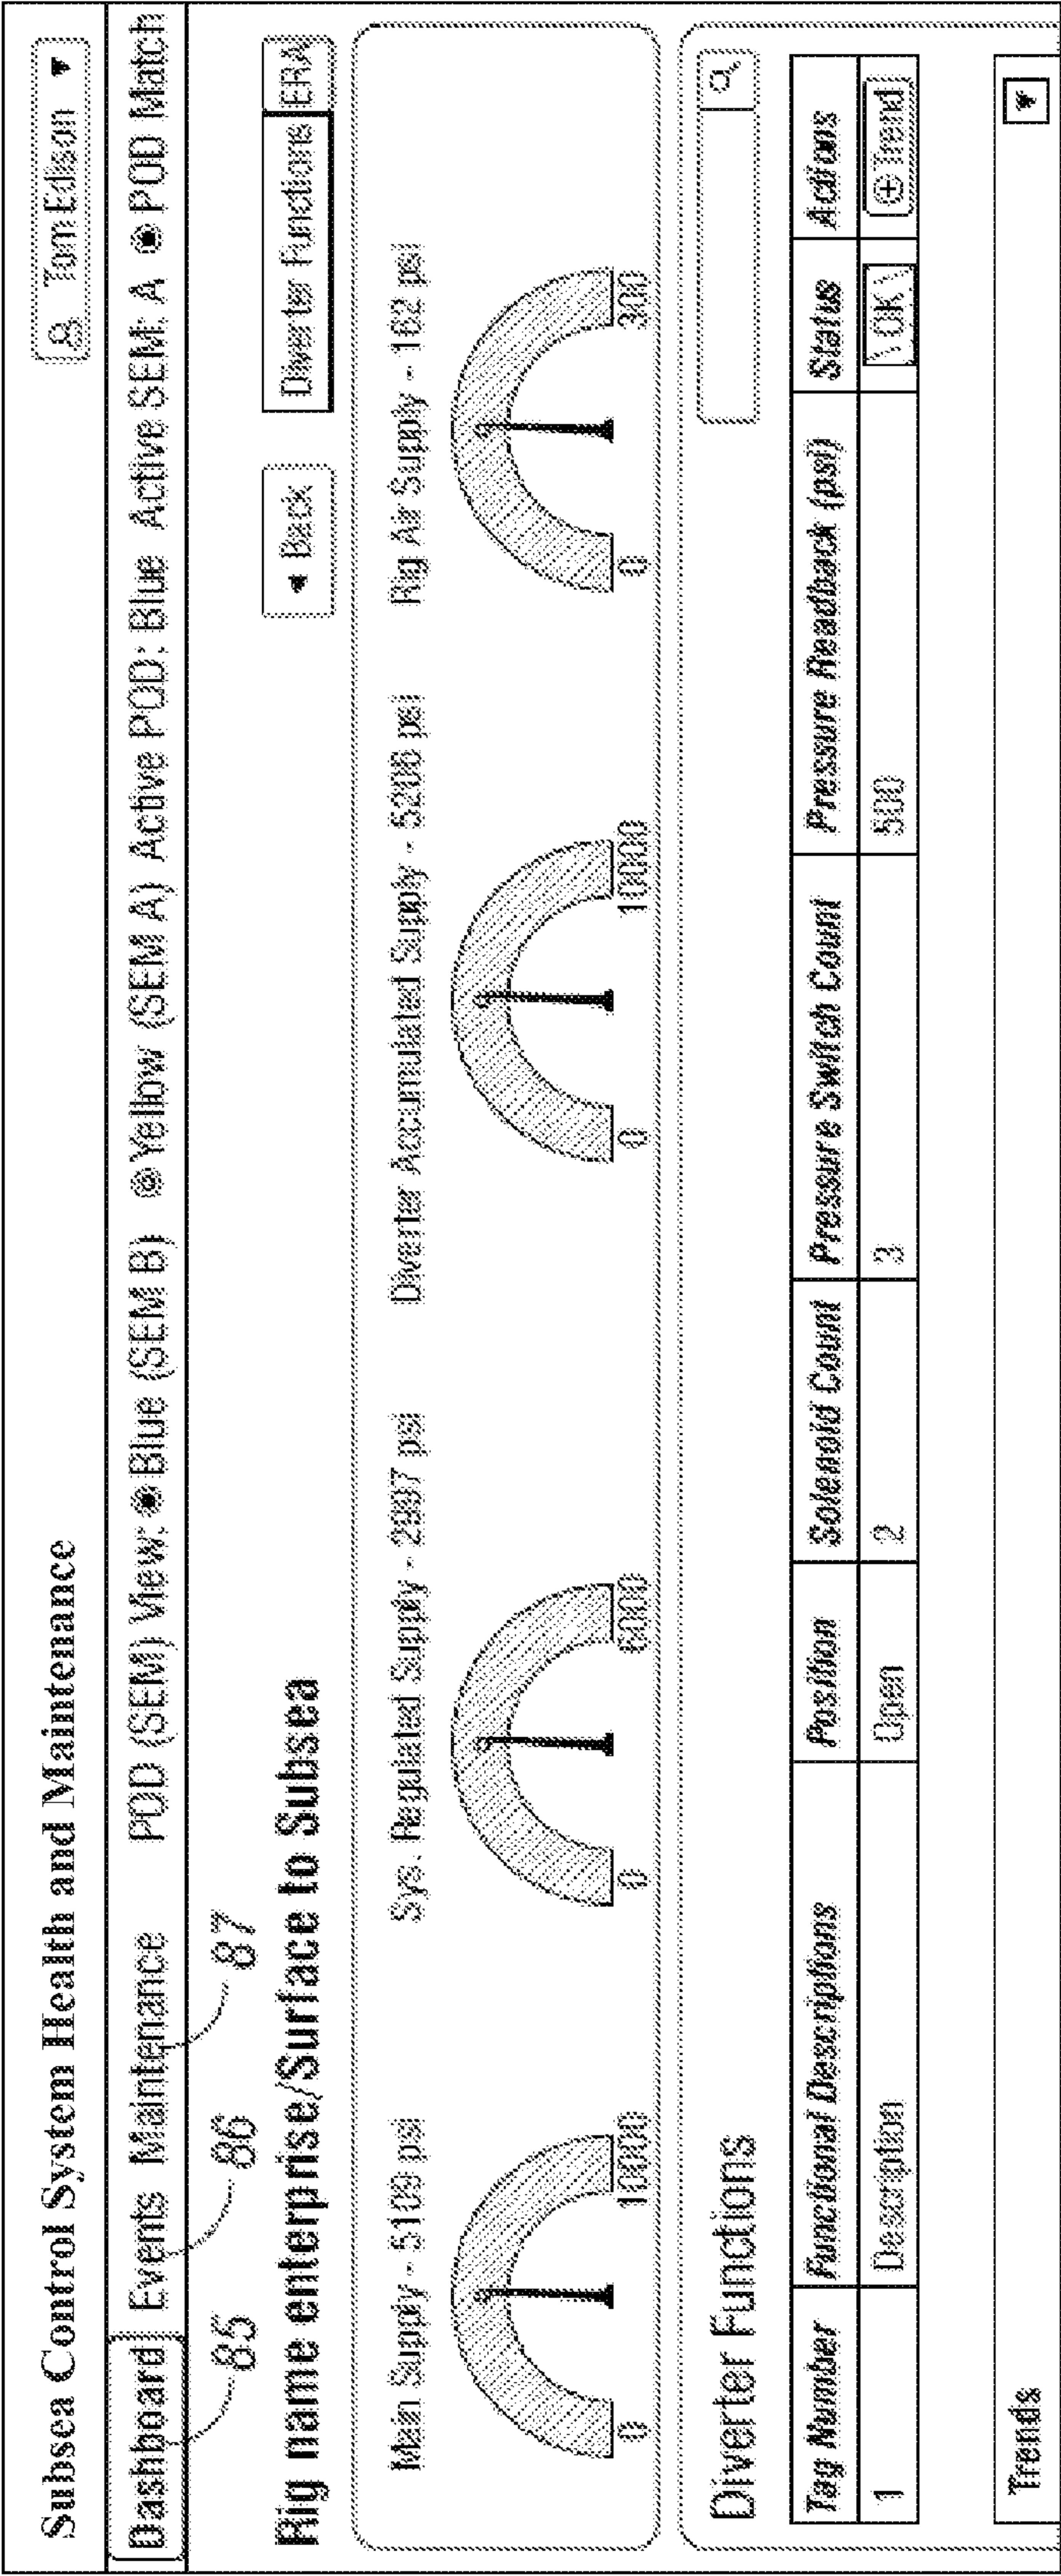 Subsea Control System Health and Maintenance
Tom Edison
Dashboard Events Maintenance POD (SEM) View: Blue (SEM B) Yellow (SEM A) Active POD: Blue Active SEM: A POD Match
85 86 87
Rig name enterprise/Surface to Subsea
Back Diverter Functions ERA
Main Supply - 5109 psi
0 10000
Sys. Regulated Supply - 2997 psi
0 6000
Diverter Accumulated Supply - 5206 psi
0 10000
Rig Air Supply - 162 psi
0 300
Diverter Functions
Tag Number Functional Descriptions Position Solenoid Count Pressure Switch Count Pressure Readback (psi) Status Actions
1 Description Open 2 3 500 OK Trend
Trends